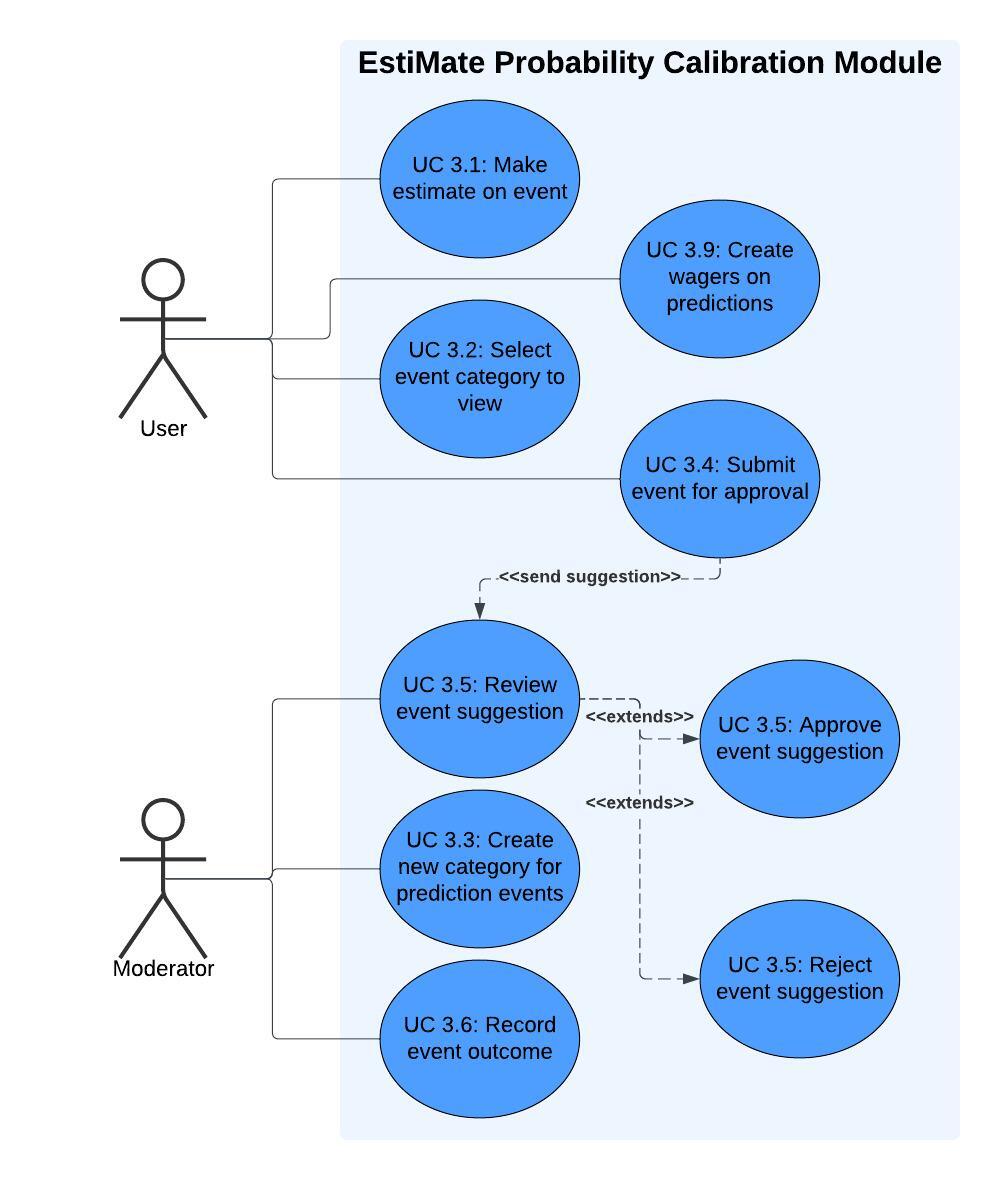 EstiMate Probability Calibration Module
UC 3.1: Make
estimate on event
UC 3.9: Create
wagers on
predictions
UC 3.2: Select
event category to
view
User
UC 3.4: Submit
event for approval
<<send suggestion>>
UC 3.5: Review
event suggestion
<<extends>>
UC 3.5: Approve
event suggestion
<<extends>>
UC 3.3: Create
new category for
prediction events
Moderator
UC 3.5: Reject
event suggestion
UC 3.6: Record
event outcome